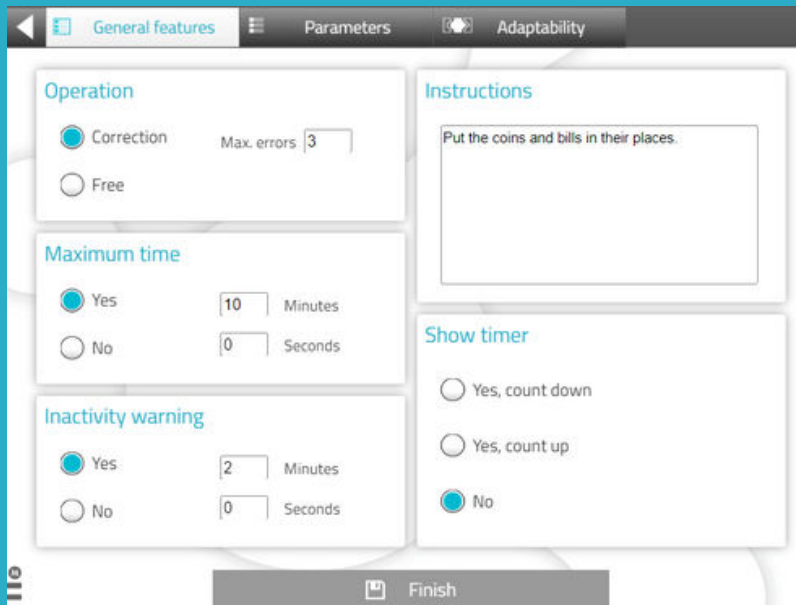 General features
Parameters
Adaptability
Operation
Correction
Max. errors 3
Free
Maximum time
Yes
10 Minutes
No
0 Seconds
Inactivity warning
Yes
2 Minutes
No
0 Seconds
Instructions
Put the coins and bills in their places.
Show timer
Yes, count down
Yes, count up
No
Finish